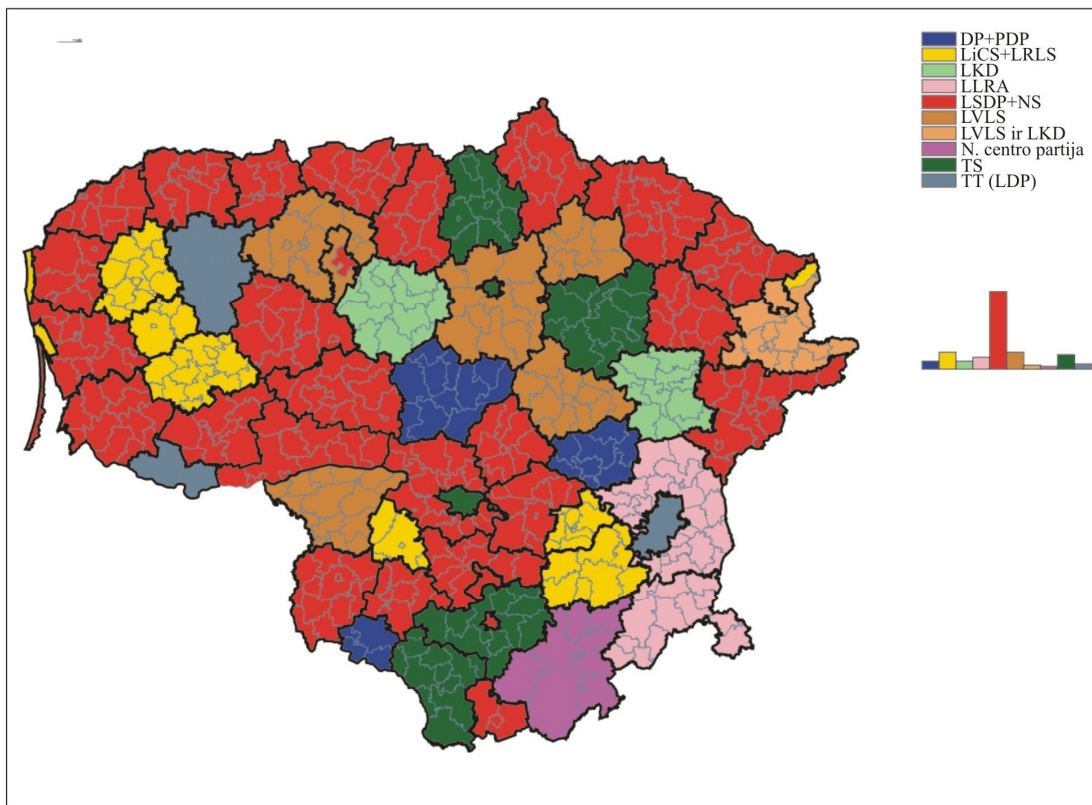 DP+PDP
LiCS+LRLS
LKD
LLRA
LSDP+NS
LVLS
LVLS ir LKD
N. centro partija
TS
TT (LDP)